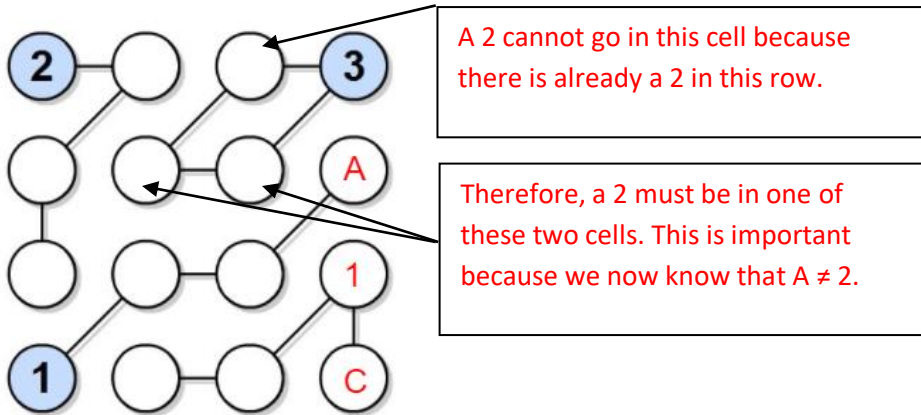 A 2 cannot go in this cell because
there is already a 2 in this row.
2
3
A
Therefore, a 2 must be in one of
these two cells. This is important
because we now know that A ≠ 2.
1
1
C